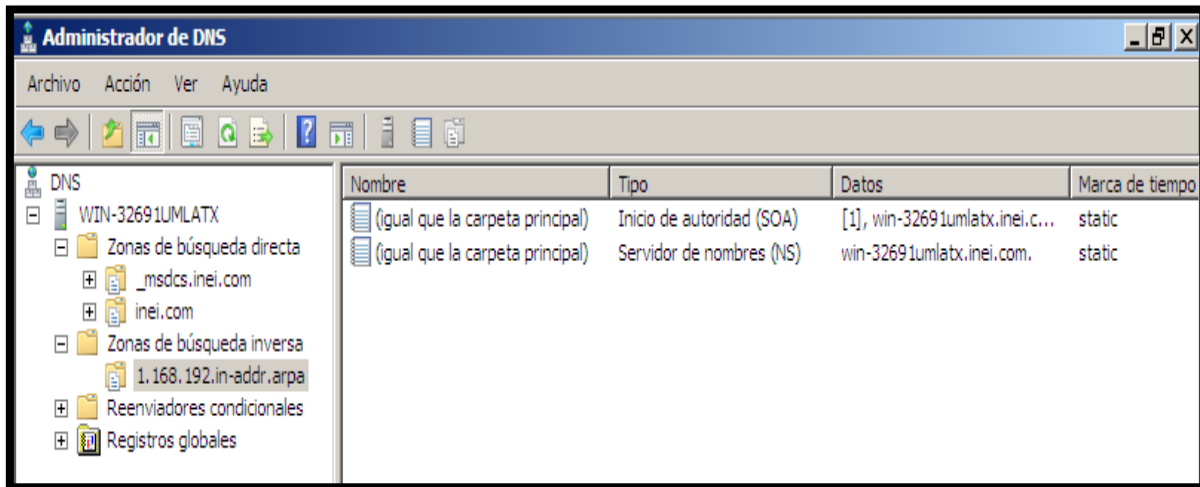 Administrador de DNS
Archivo Acción Ver Ayuda
DNS
WIN-32691UMLATX
Zonas de búsqueda directa
_msdcs.inei.com
inei.com
Zonas de búsqueda inversa
1.168.192.in-addr.arpa
Reenviadores condicionales
Registros globales
Nombre Tipo Datos Marca de tiempo
(igual que la carpeta principal) Inicio de autoridad (SOA) [1], win-32691umlatx.inei.c... static
(igual que la carpeta principal) Servidor de nombres (NS) win-32691umlatx.inei.com. static